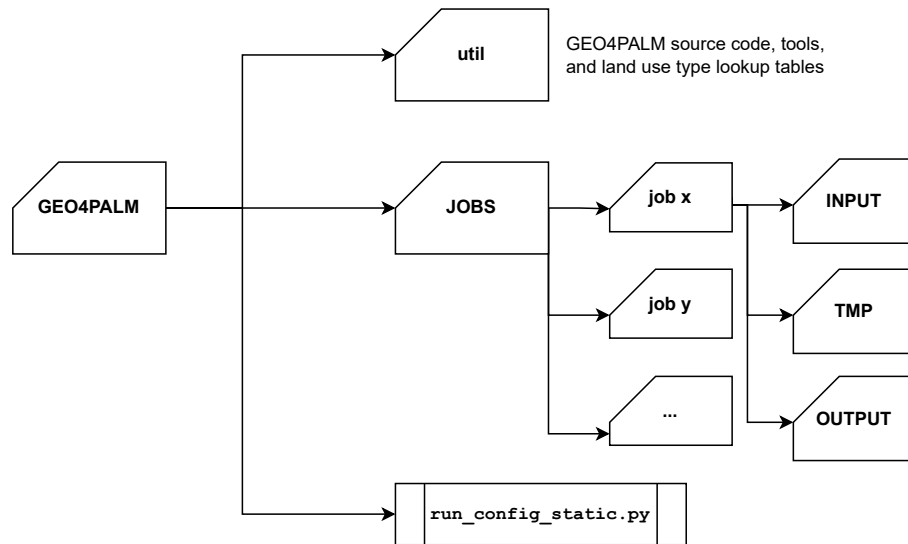 util
GEO4PALM source code, tools,
and land use type lookup tables
GEO4PALM
JOBS
job x
INPUT
job y
TMP
...
OUTPUT
run_config_static.py